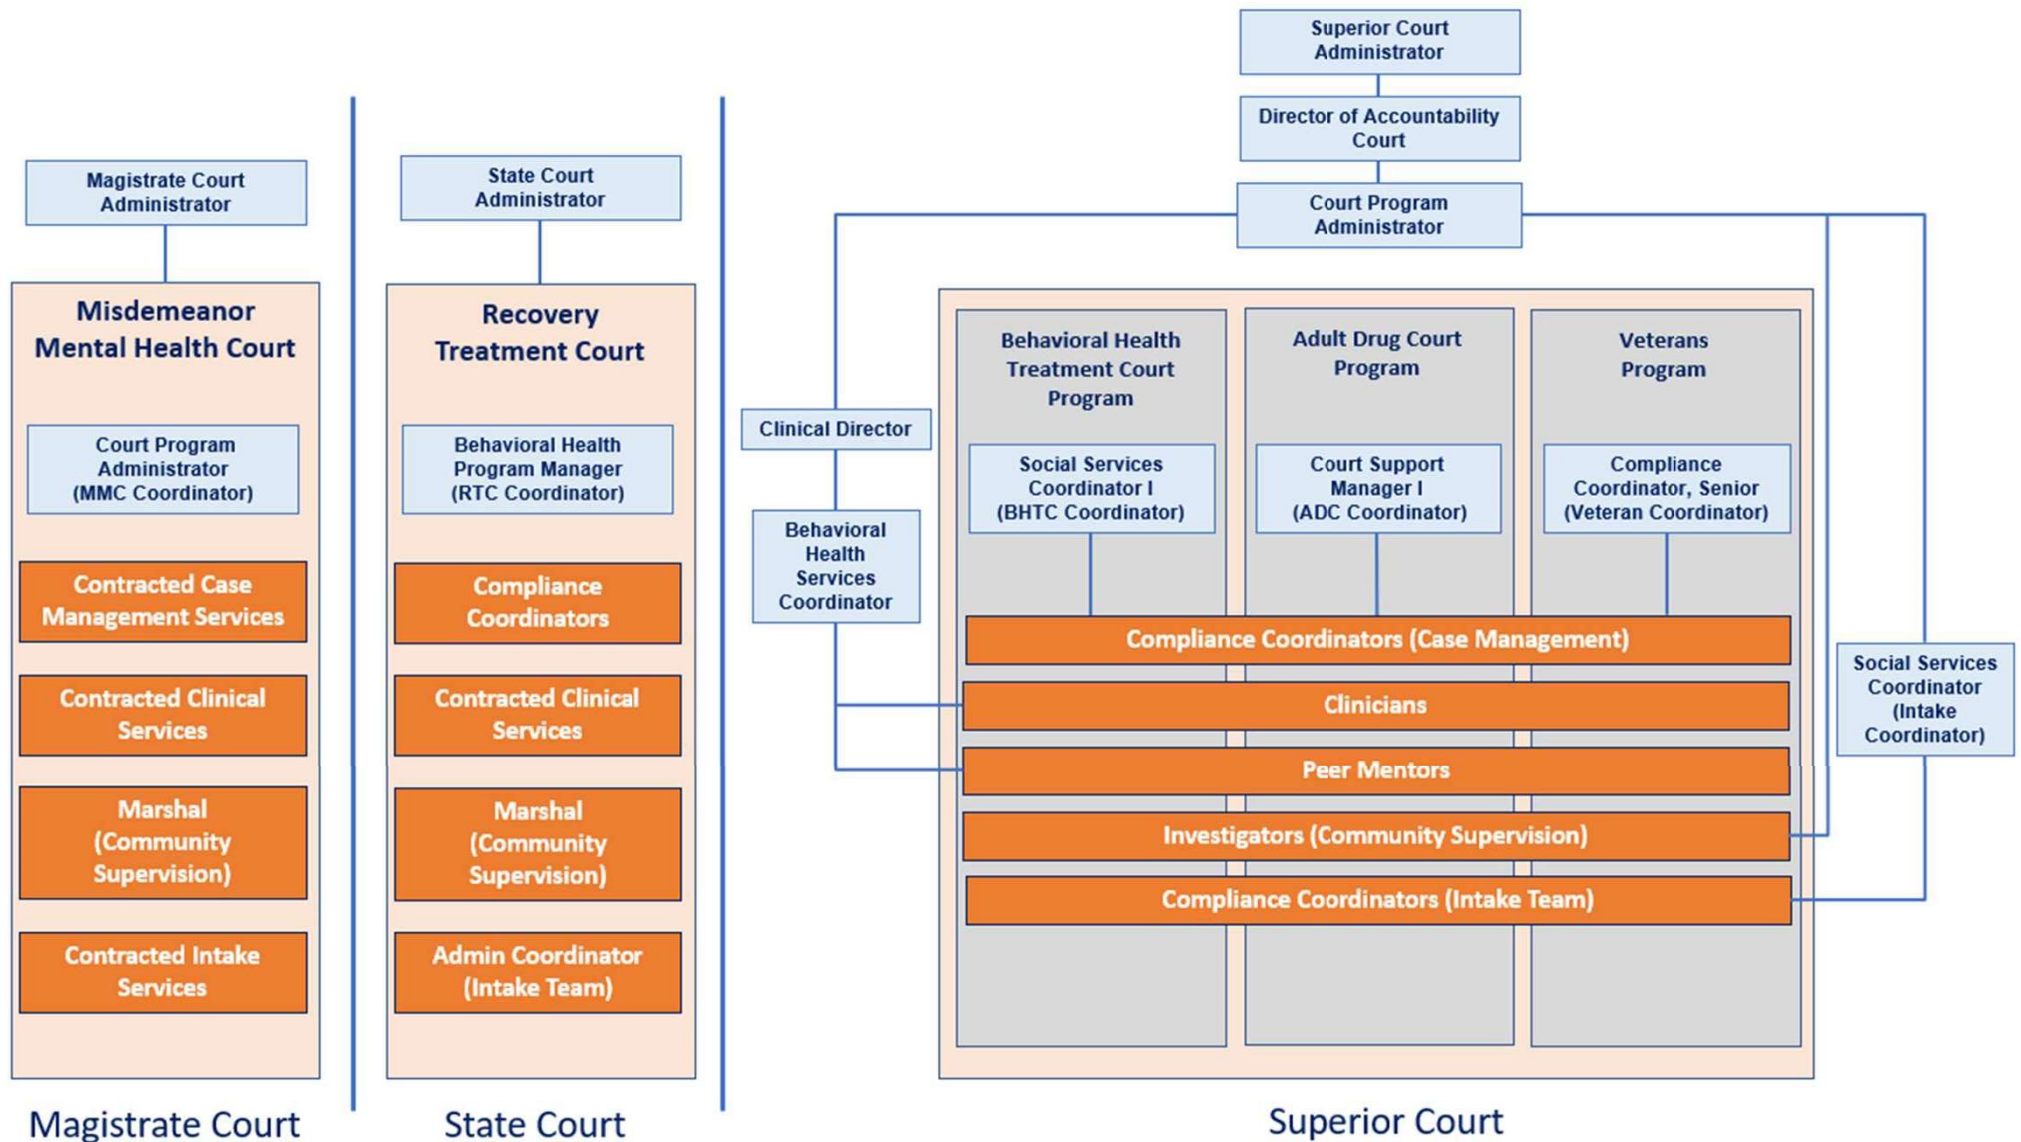 Magistrate Court
Administrator
Misdemeanor
Mental Health Court
Court Program
Administrator
(MMC Coordinator)
Contracted Case
Management Services
Contracted Clinical
Services
Marshal
(Community
Supervision)
Contracted Intake
Services
Magistrate Court
State Court
Administrator
Recovery
Treatment Court
Behavioral Health
Program Manager
(RTC Coordinator)
Compliance
Coordinators
Contracted Clinical
Services
Marshal
(Community
Supervision)
Admin Coordinator
(Intake Team)
State Court
Superior Court
Administrator
Director of Accountability
Court
Court Program
Administrator
Clinical Director
Behavioral
Health
Services
Coordinator
Behavioral Health
Treatment Court
Program
Social Services
Coordinator I
(BHTC Coordinator)
Adult Drug Court
Program
Court Support
Manager I
(ADC Coordinator)
Veterans
Program
Compliance
Coordinator, Senior
(Veteran Coordinator)
Compliance Coordinators (Case Management)
Clinicians
Peer Mentors
Investigators (Community Supervision)
Compliance Coordinators (Intake Team)
Social Services
Coordinator
(Intake
Coordinator)
Superior Court